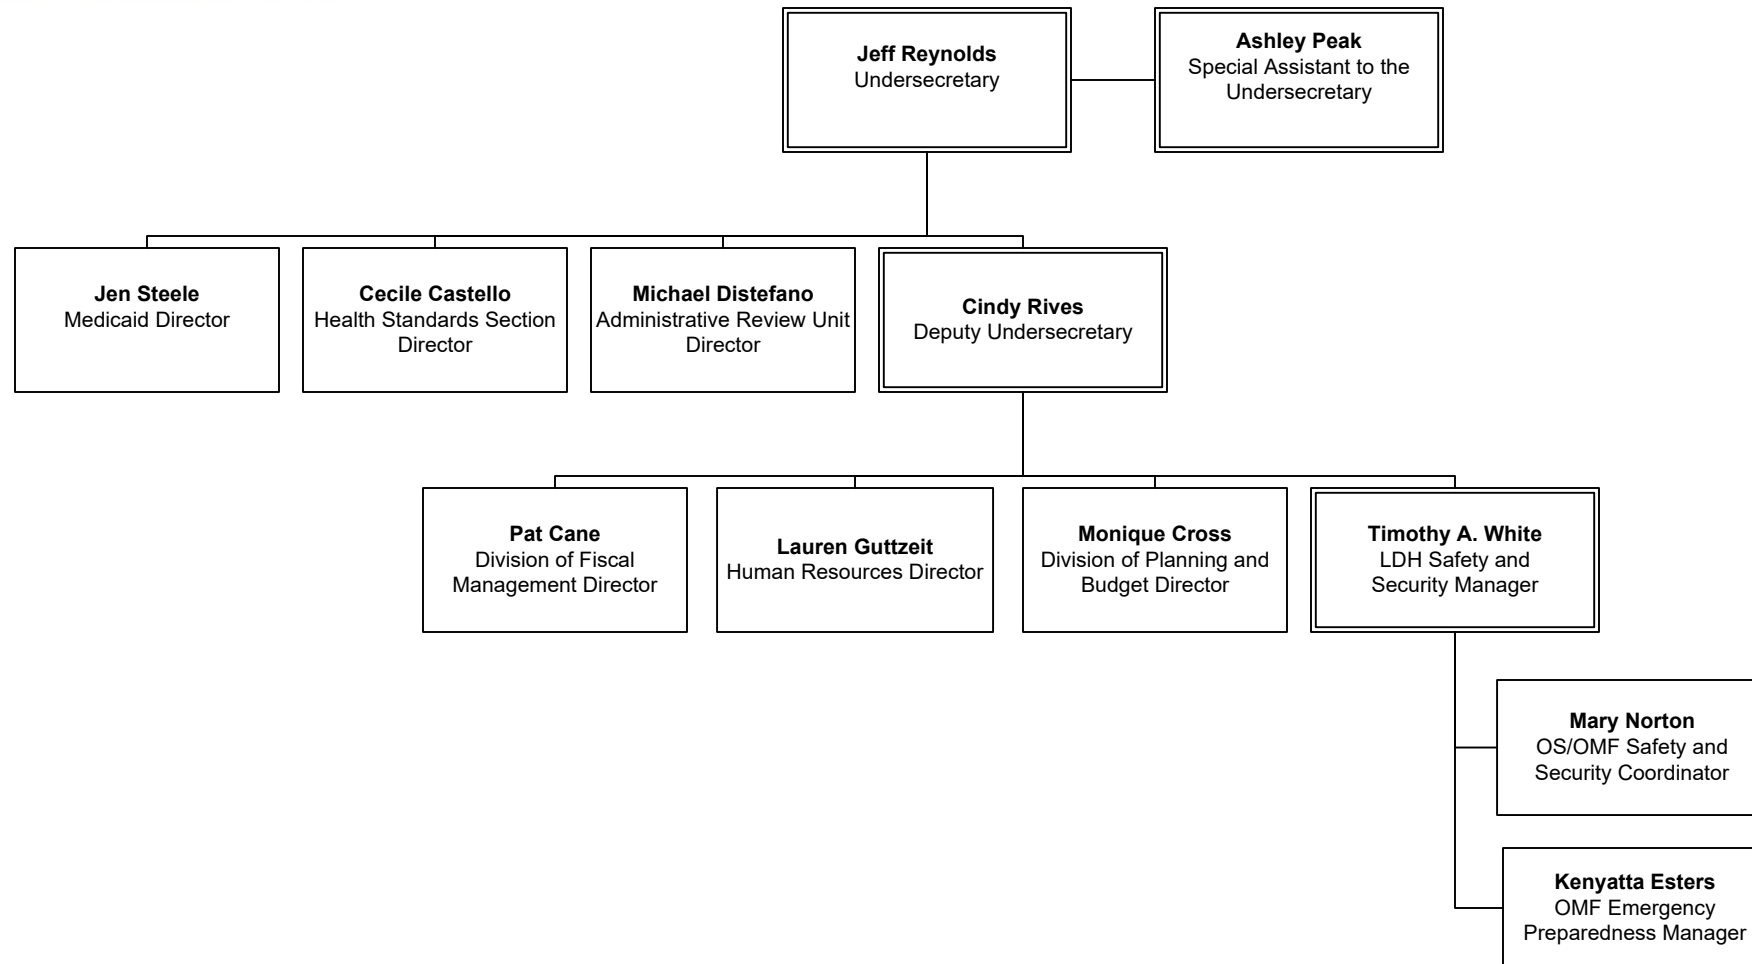 Jeff Reynolds
Undersecretary
Ashley Peak
Special Assistant to the
Undersecretary
Jen Steele
Medicaid Director
Cecile Castello
Health Standards Section
Director
Michael Distefano
Administrative Review Unit
Director
Cindy Rives
Deputy Undersecretary
Pat Cane
Division of Fiscal
Management Director
Lauren Guttzeit
Human Resources Director
Monique Cross
Division of Planning and
Budget Director
Timothy A. White
LDH Safety and
Security Manager
Mary Norton
OS/OMF Safety and
Security Coordinator
Kenyatta Esters
OMF Emergency
Preparedness Manager